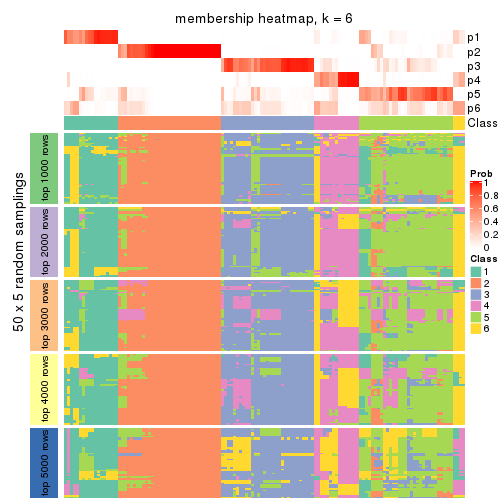 membership heatmap, k = 6
p1
p2
p3
p4
p5
p6
Class
50 x 5 random samplings
top 1000 rows
top 2000 rows
top 3000 rows
top 4000 rows
top 5000 rows
Prob
1
0.8
0.6
0.4
0.2
0
Class
1
2
3
4
5
6